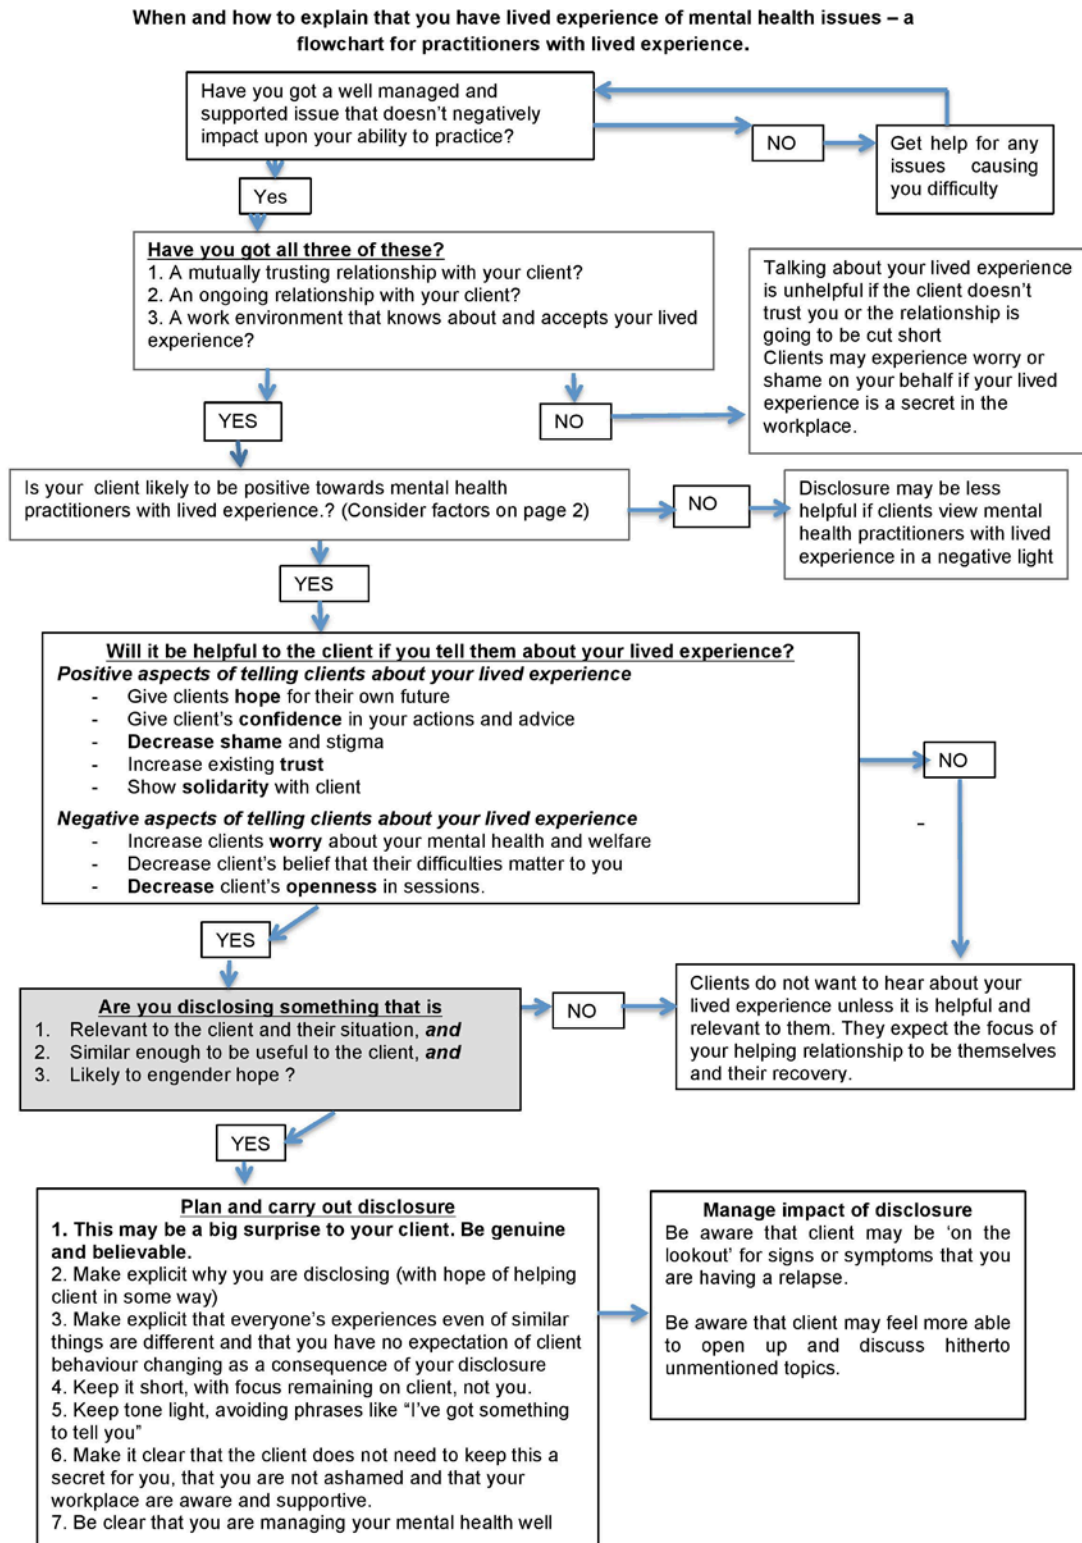 When and how to explain that you have lived experience of mental health issues – a
flowchart for practitioners with lived experience.
Have you got a well managed and
supported issue that doesn't negatively
impact upon your ability to practice?
NO
Get help for any
issues causing
you difficulty
Yes
Have you got all three of these?
1. A mutually trusting relationship with your client?
2. An ongoing relationship with your client?
3. A work environment that knows about and accepts your lived
experience?
Talking about your lived experience
is unhelpful if the client doesn't
trust you or the relationship is
going to be cut short
Clients may experience worry or
shame on your behalf if your lived
experience is a secret in the
workplace.
YES
NO
Is your client likely to be positive towards mental health
practitioners with lived experience.? (Consider factors on page 2)
NO
Disclosure may be less
helpful if clients view mental
health practitioners with lived
experience in a negative light
YES
Will it be helpful to the client if you tell them about your lived experience?
Positive aspects of telling clients about your lived experience
- Give clients hope for their own future
- Give client's confidence in your actions and advice
- Decrease shame and stigma
- Increase existing trust
- Show solidarity with client
Negative aspects of telling clients about your lived experience
- Increase clients worry about your mental health and welfare
- Decrease client's belief that their difficulties matter to you
- Decrease client's openness in sessions.
NO
-
YES
Are you disclosing something that is
1. Relevant to the client and their situation, and
2. Similar enough to be useful to the client, and
3. Likely to engender hope ?
NO
Clients do not want to hear about your
lived experience unless it is helpful and
relevant to them. They expect the focus of
your helping relationship to be themselves
and their recovery.
YES
Plan and carry out disclosure
1. This may be a big surprise to your client. Be genuine
and believable.
2. Make explicit why you are disclosing (with hope of helping
client in some way)
3. Make explicit that everyone's experiences even of similar
things are different and that you have no expectation of client
behaviour changing as a consequence of your disclosure
4. Keep it short, with focus remaining on client, not you.
5. Keep tone light, avoiding phrases like "I've got something
to tell you"
6. Make it clear that the client does not need to keep this a
secret for you, that you are not ashamed and that your
workplace are aware and supportive.
7. Be clear that you are managing your mental health well
Manage impact of disclosure
Be aware that client may be 'on the
lookout' for signs or symptoms that you
are having a relapse.
Be aware that client may feel more able
to open up and discuss hitherto
unmentioned topics.